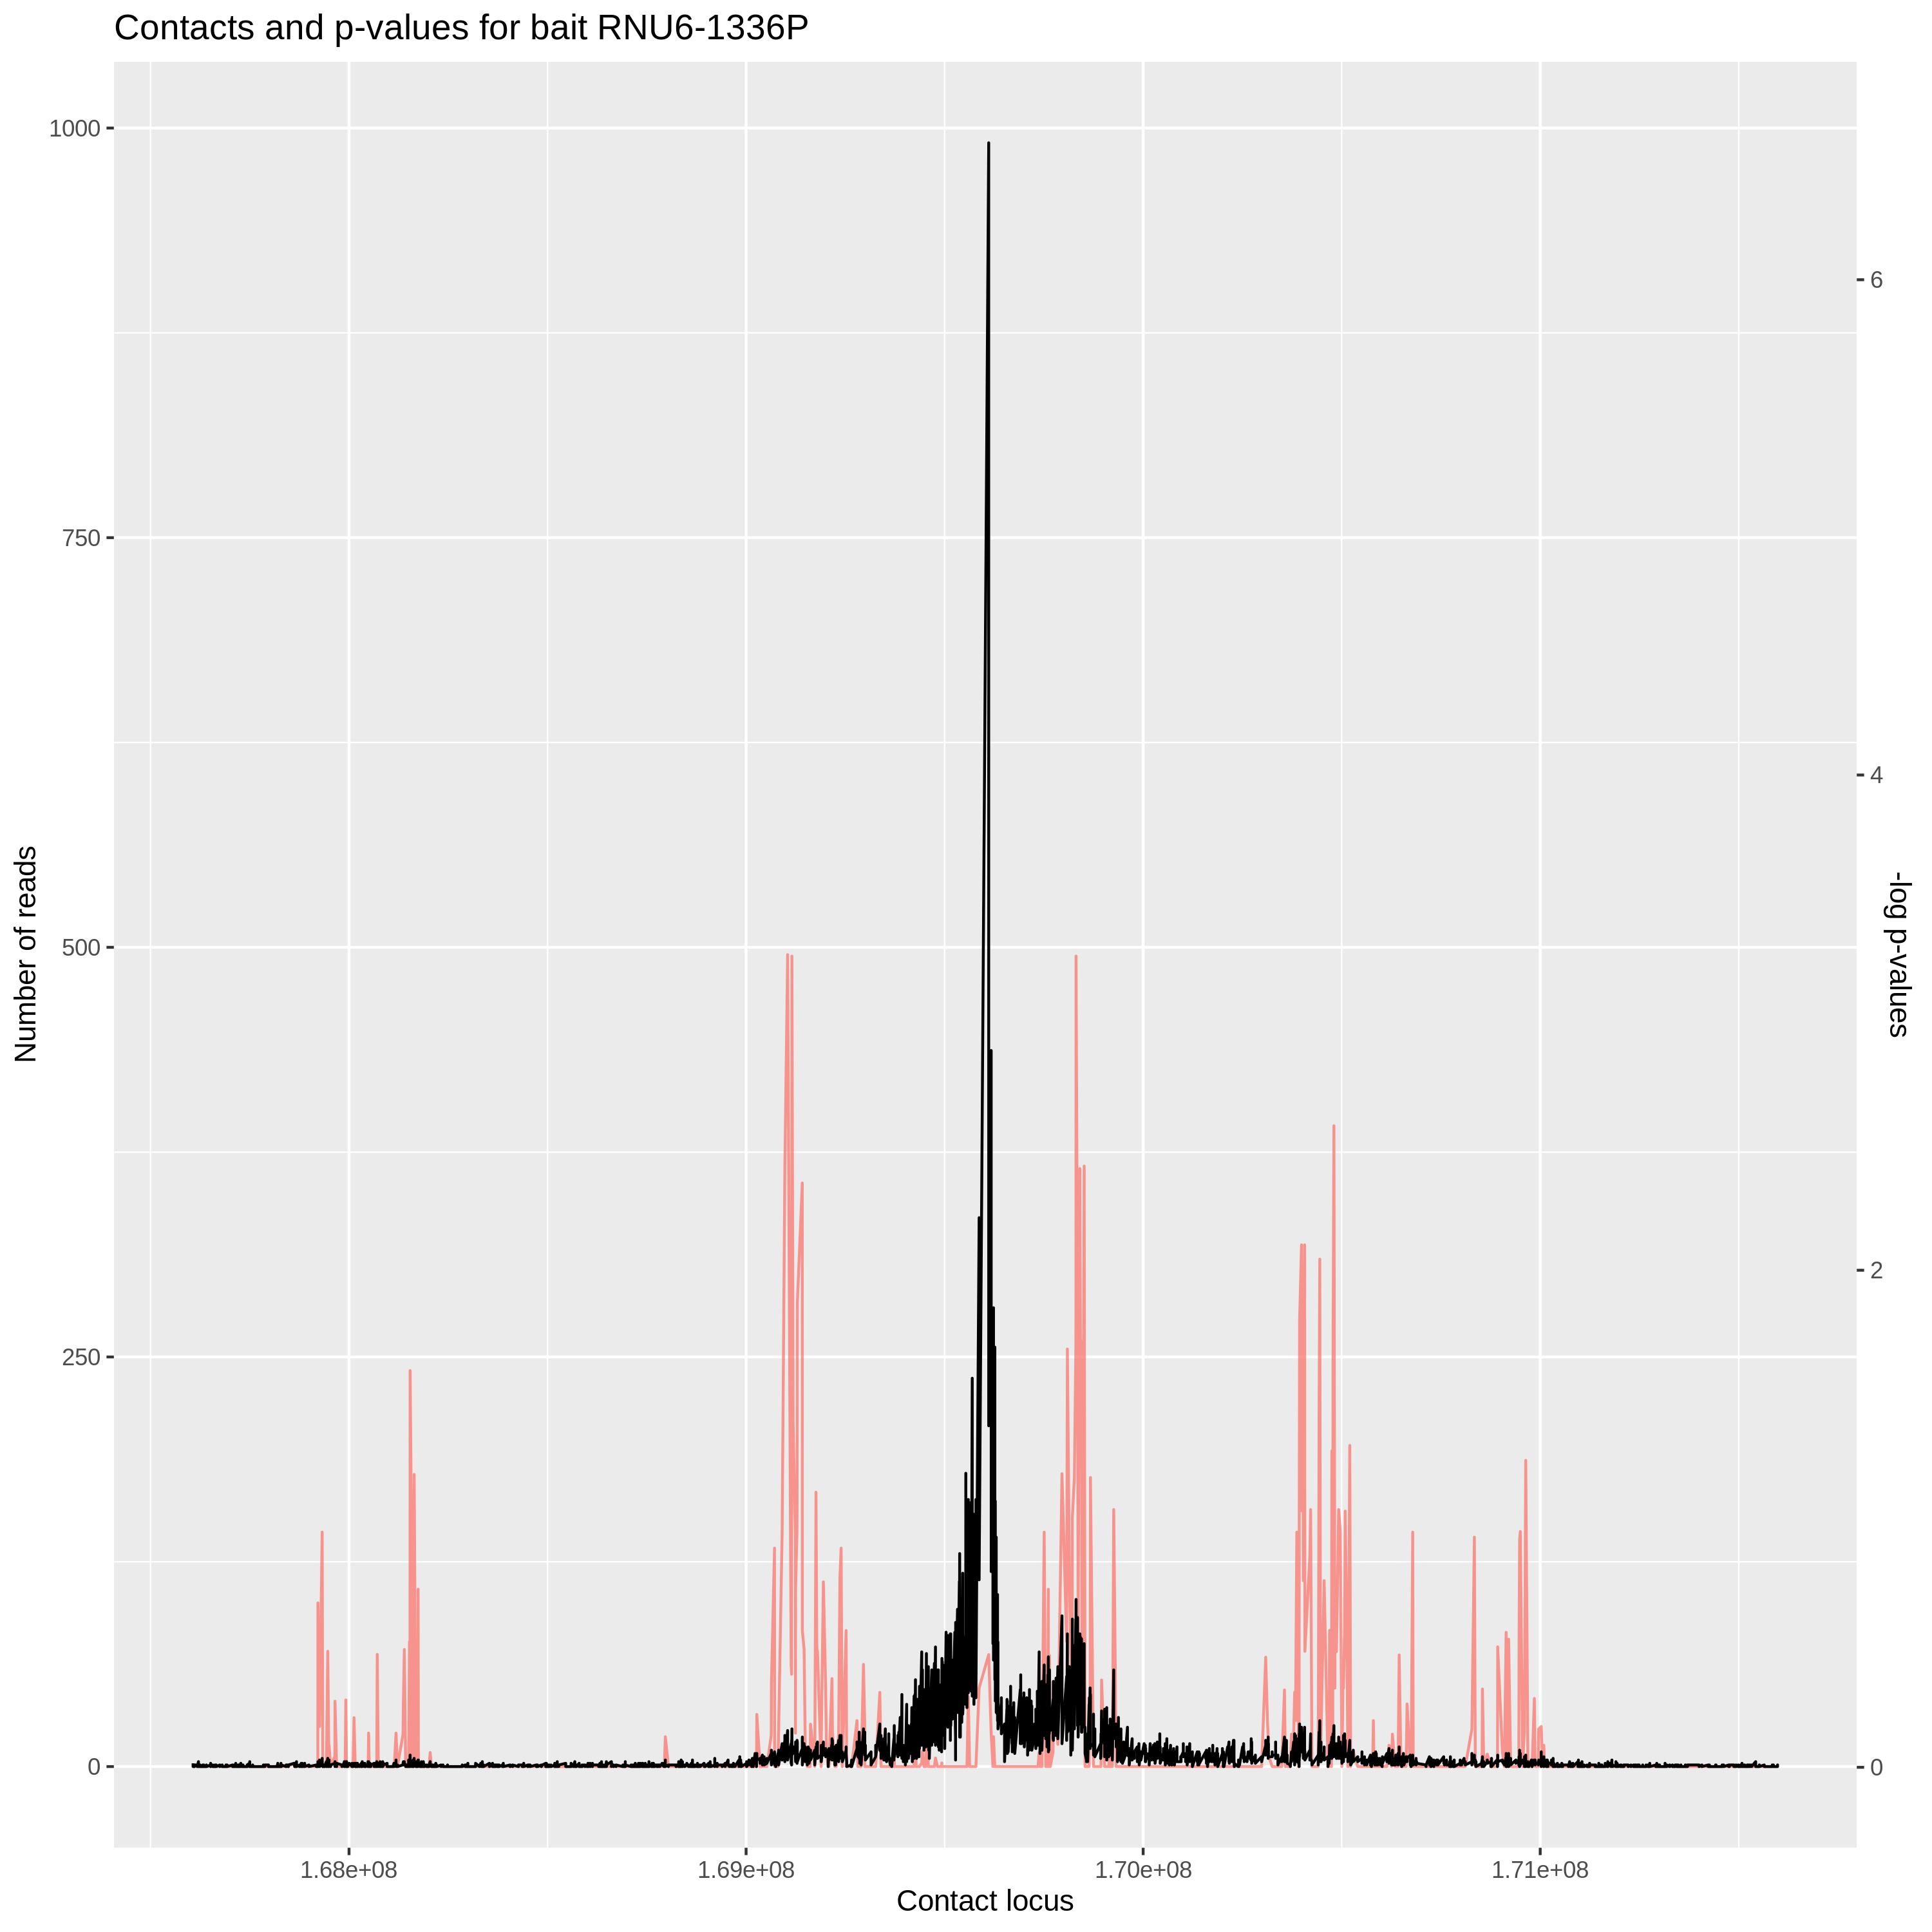 Contacts and p-values for bait RNU6-1336P
1000
750
500
250
0
Number of reads
6
4
2
0
-log p-values
1.68e+08
1.69e+08
1.70e+08
1.71e+08
Contact locus